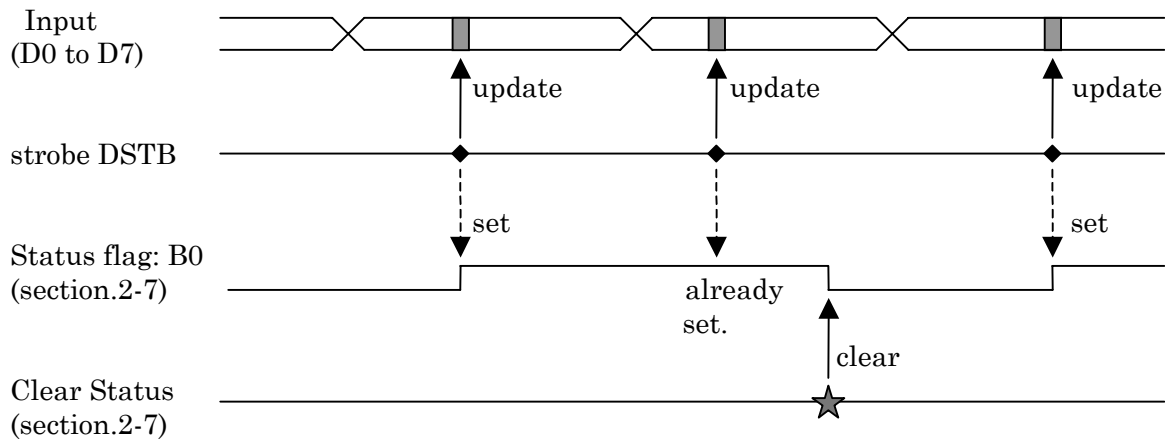 Input
(D0 to D7)
update
update
update
strobe DSTB
set
set
Status flag: B0
(section.2-7)
already
set.
clear
Clear Status
(section.2-7)